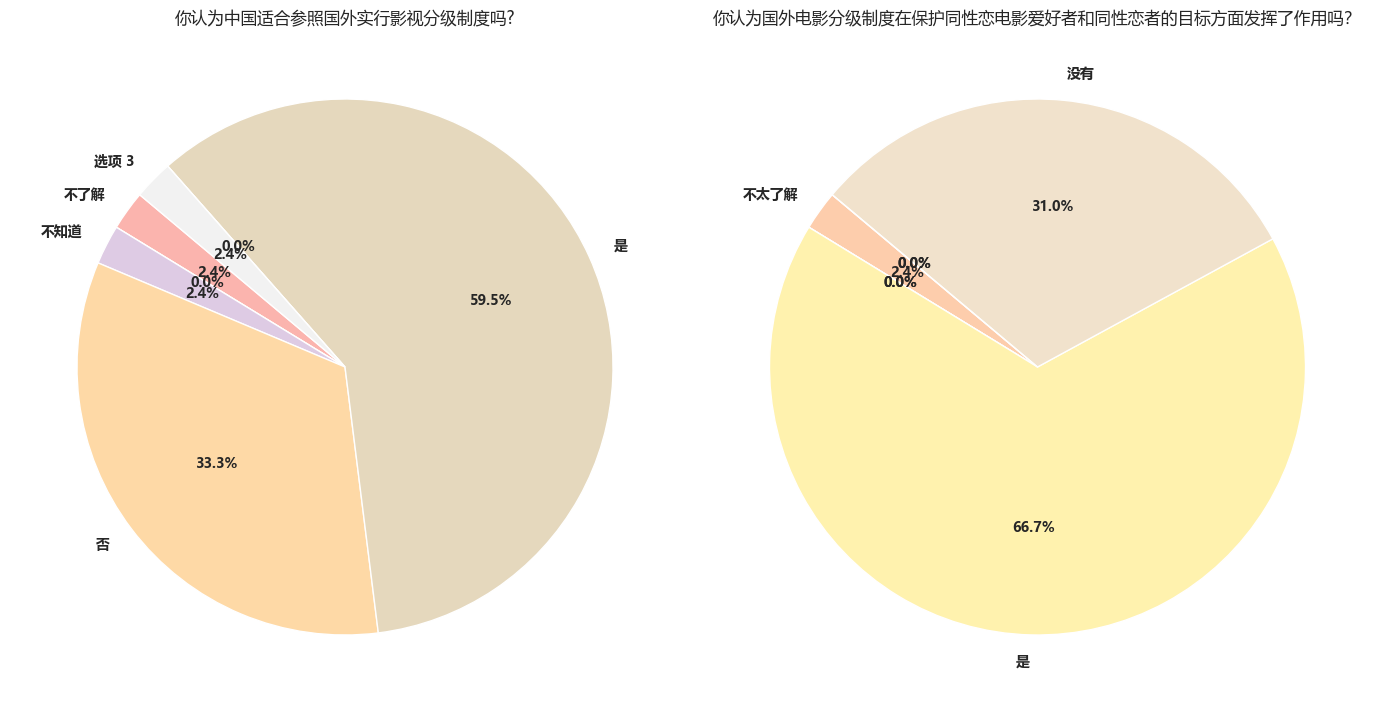 你认为中国适合参照国外实行影视分级制度吗?
选项 3
不了解
不知道
是
否
0.0%
2.4%
2.4%
0.0%
2.4%
59.5%
33.3%
你认为国外电影分级制度在保护同性恋电影爱好者和同性恋者的目标方面发挥了作用吗?
没有
不太了解
是
31.0%
0.0%
2.4%
0.0%
66.7%